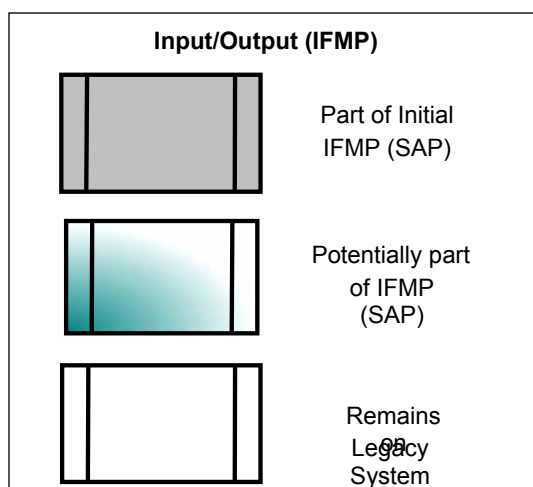 Input/Output (IFMP)
Part of Initial
IFMP (SAP)
Potentially part
of IFMP
(SAP)
Remains
on
Legacy
System